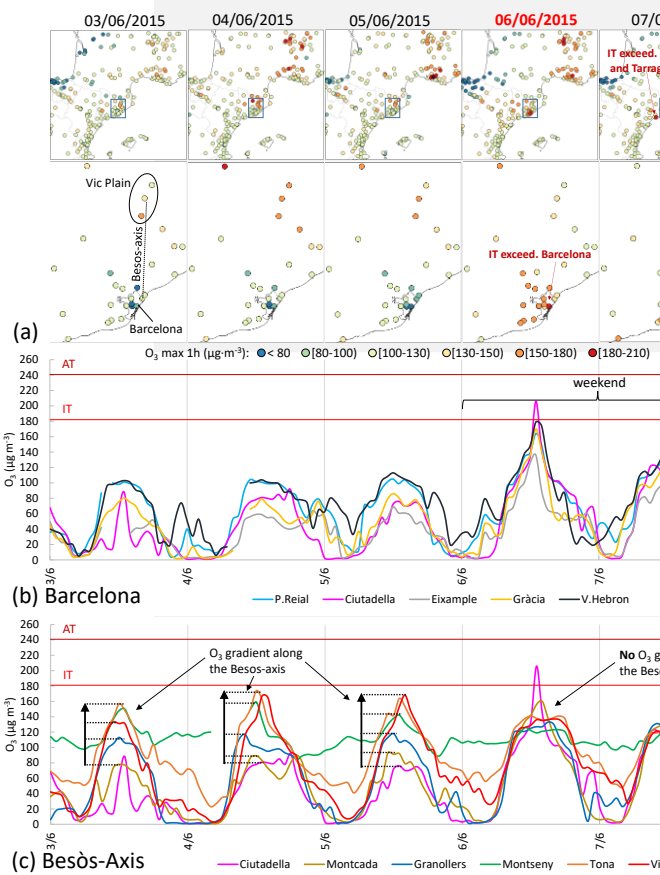 03/06/2015 04/06/2015 05/06/2015 06/06/2015 07/0
IT exceed.
and Tarrag
Vic Plain
Besos-axis
IT exceed. Barcelona
Barcelona
(a)
O₃ max 1h (µg·m⁻³): < 80 [80-100) [100-130) [130-150) [150-180) [180-210)
260
240
220
200
180
160
140
120
100
80
60
40
20
0
O₃ (µg m⁻³)
AT
IT
weekend
3/6 4/6 5/6 6/6 7/6
(b) Barcelona
P.Reial Ciutadella Eixample Gràcia V.Hebron
260
240
220
200
180
160
140
120
100
80
60
40
20
0
O₃ (µg m⁻³)
AT
IT
O₃ gradient along
the Besos-axis
No O₃ g
the Bes
3/6 4/6 5/6 6/6 7/6
(c) Besòs-Axis
Ciutadella Montcada Granollers Montseny Tona Vi